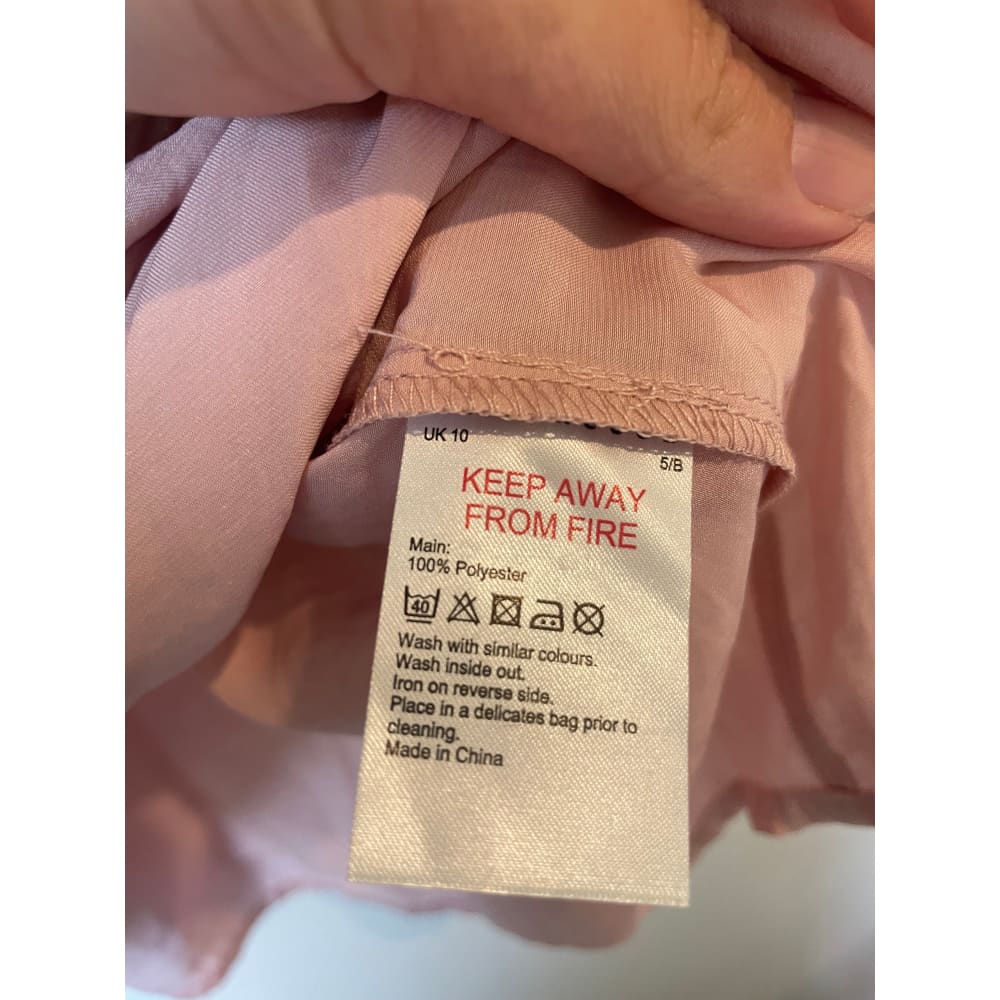 UK 10
5/B
KEEP AWAY
FROM FIRE
Main:
100% Polyester
40
Wash with similar colours.
Wash inside out.
Iron on reverse side.
Place in a delicates bag prior to
cleaning.
Made in China